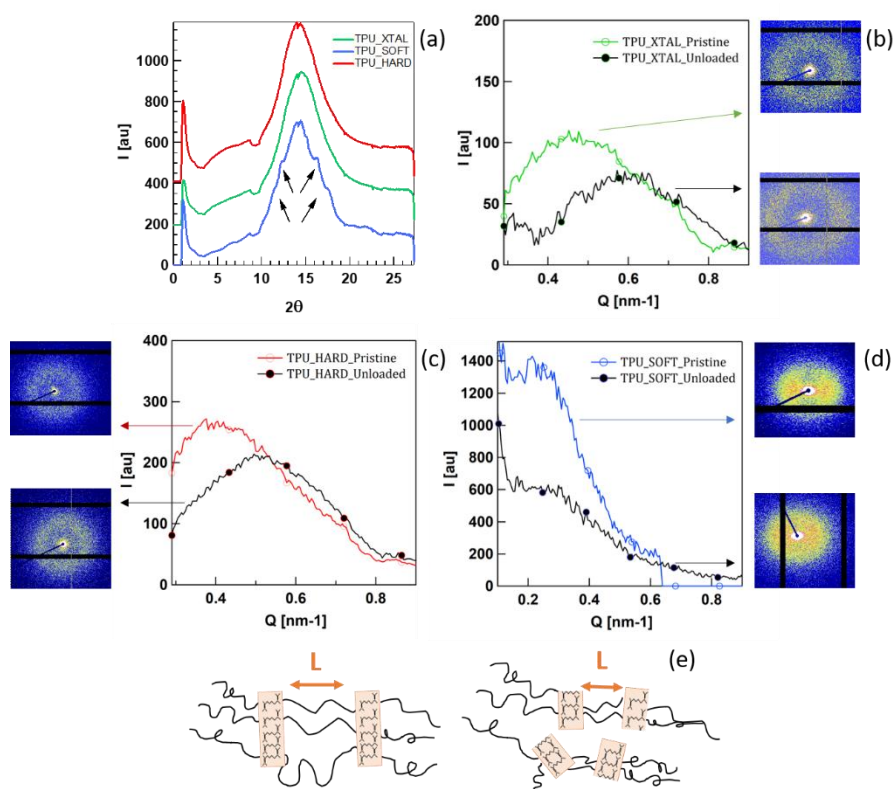 (a)
TPU_XTAL
TPU_SOFT
TPU_HARD
I [au]
1000
800
600
400
200
0
0 5 10 15 20 25
2θ
(b)
TPU_XTAL_Pristine
TPU_XTAL_Unloaded
I [au]
200
150
100
50
0
0.4 0.6 0.8
Q [nm-1]
(c)
TPU_HARD_Pristine
TPU_HARD_Unloaded
I [au]
400
300
200
100
0
0.4 0.6 0.8
Q [nm-1]
(d)
TPU_SOFT_Pristine
TPU_SOFT_Unloaded
I [au]
1400
1200
1000
800
600
400
200
0
0.2 0.4 0.6 0.8
Q [nm-1]
(e)
L
L